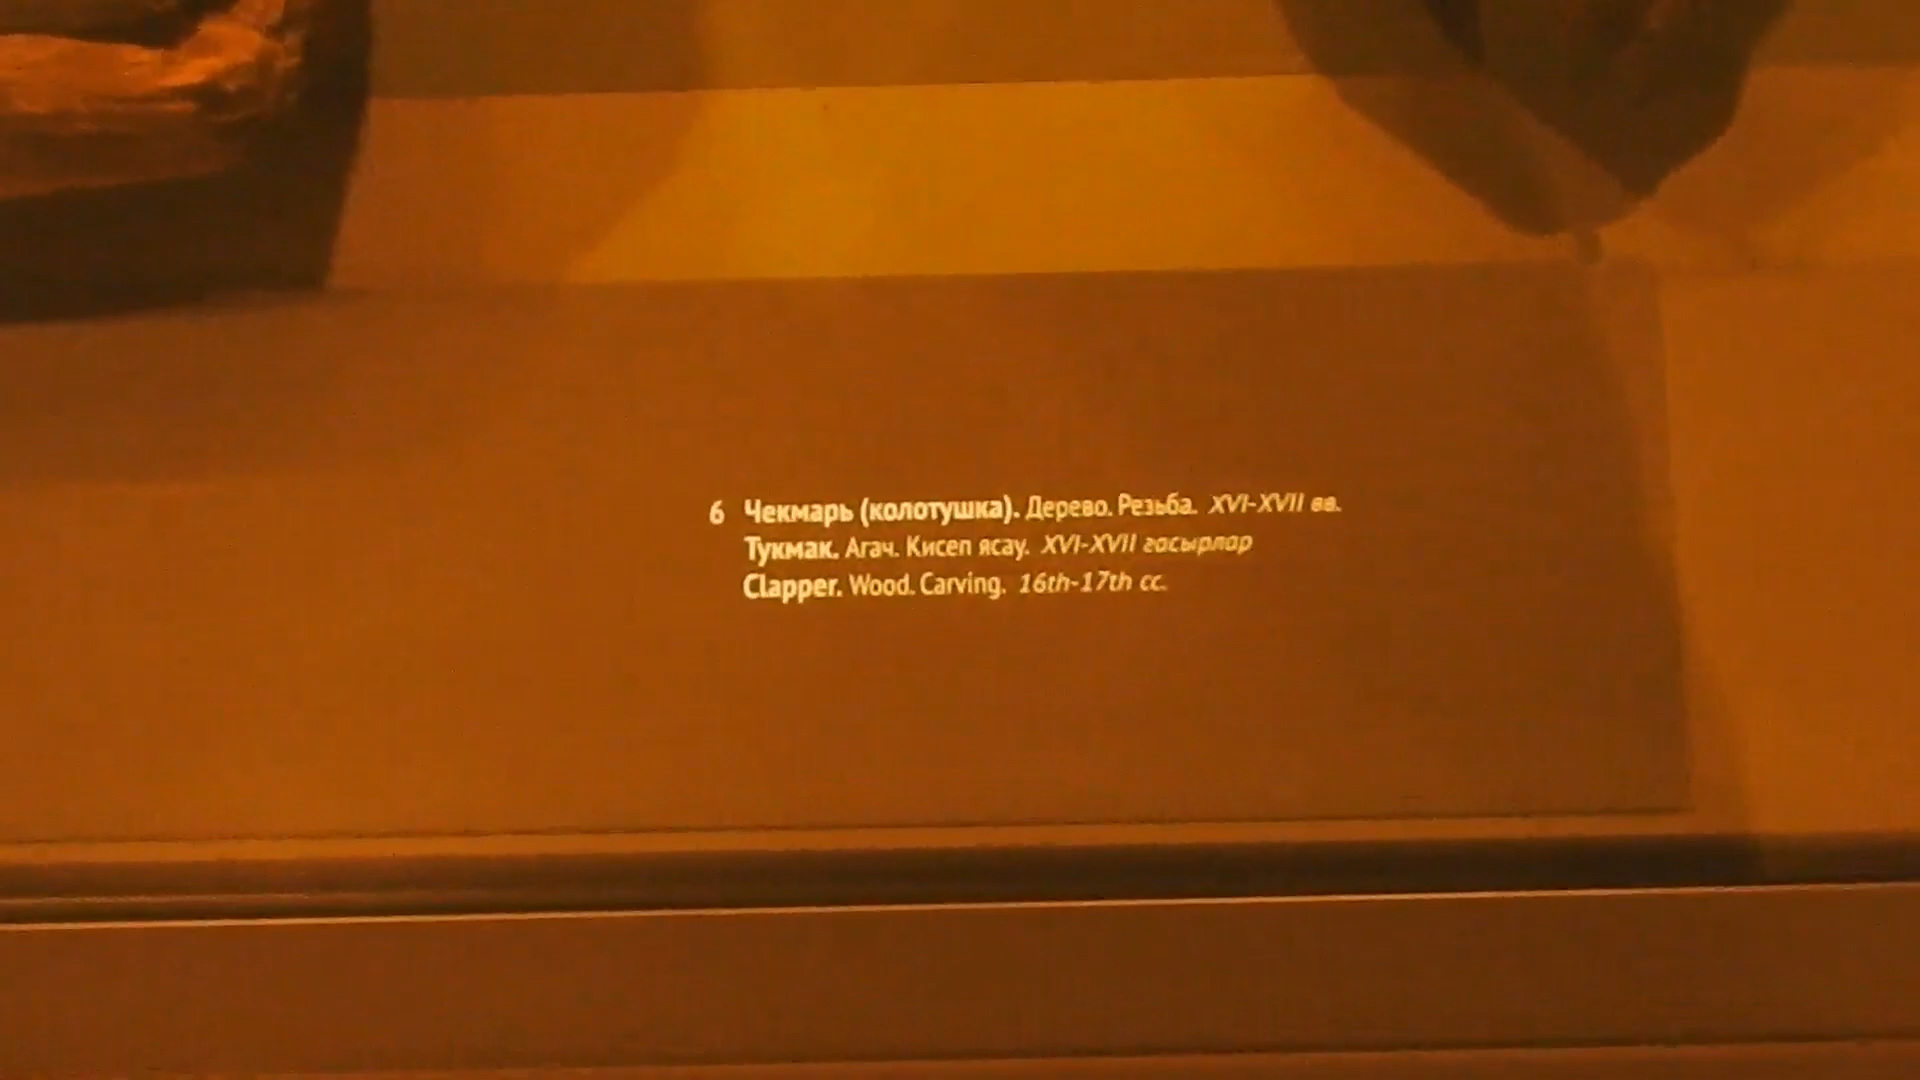 6 Чекмарь (колотушка). Дерево. Резьба. XVI-XVII вв.
Тукмак. Агач. Кисеп ясау. XVI-XVII гасырлар
Clapper. Wood. Carving. 16th-17th cc.